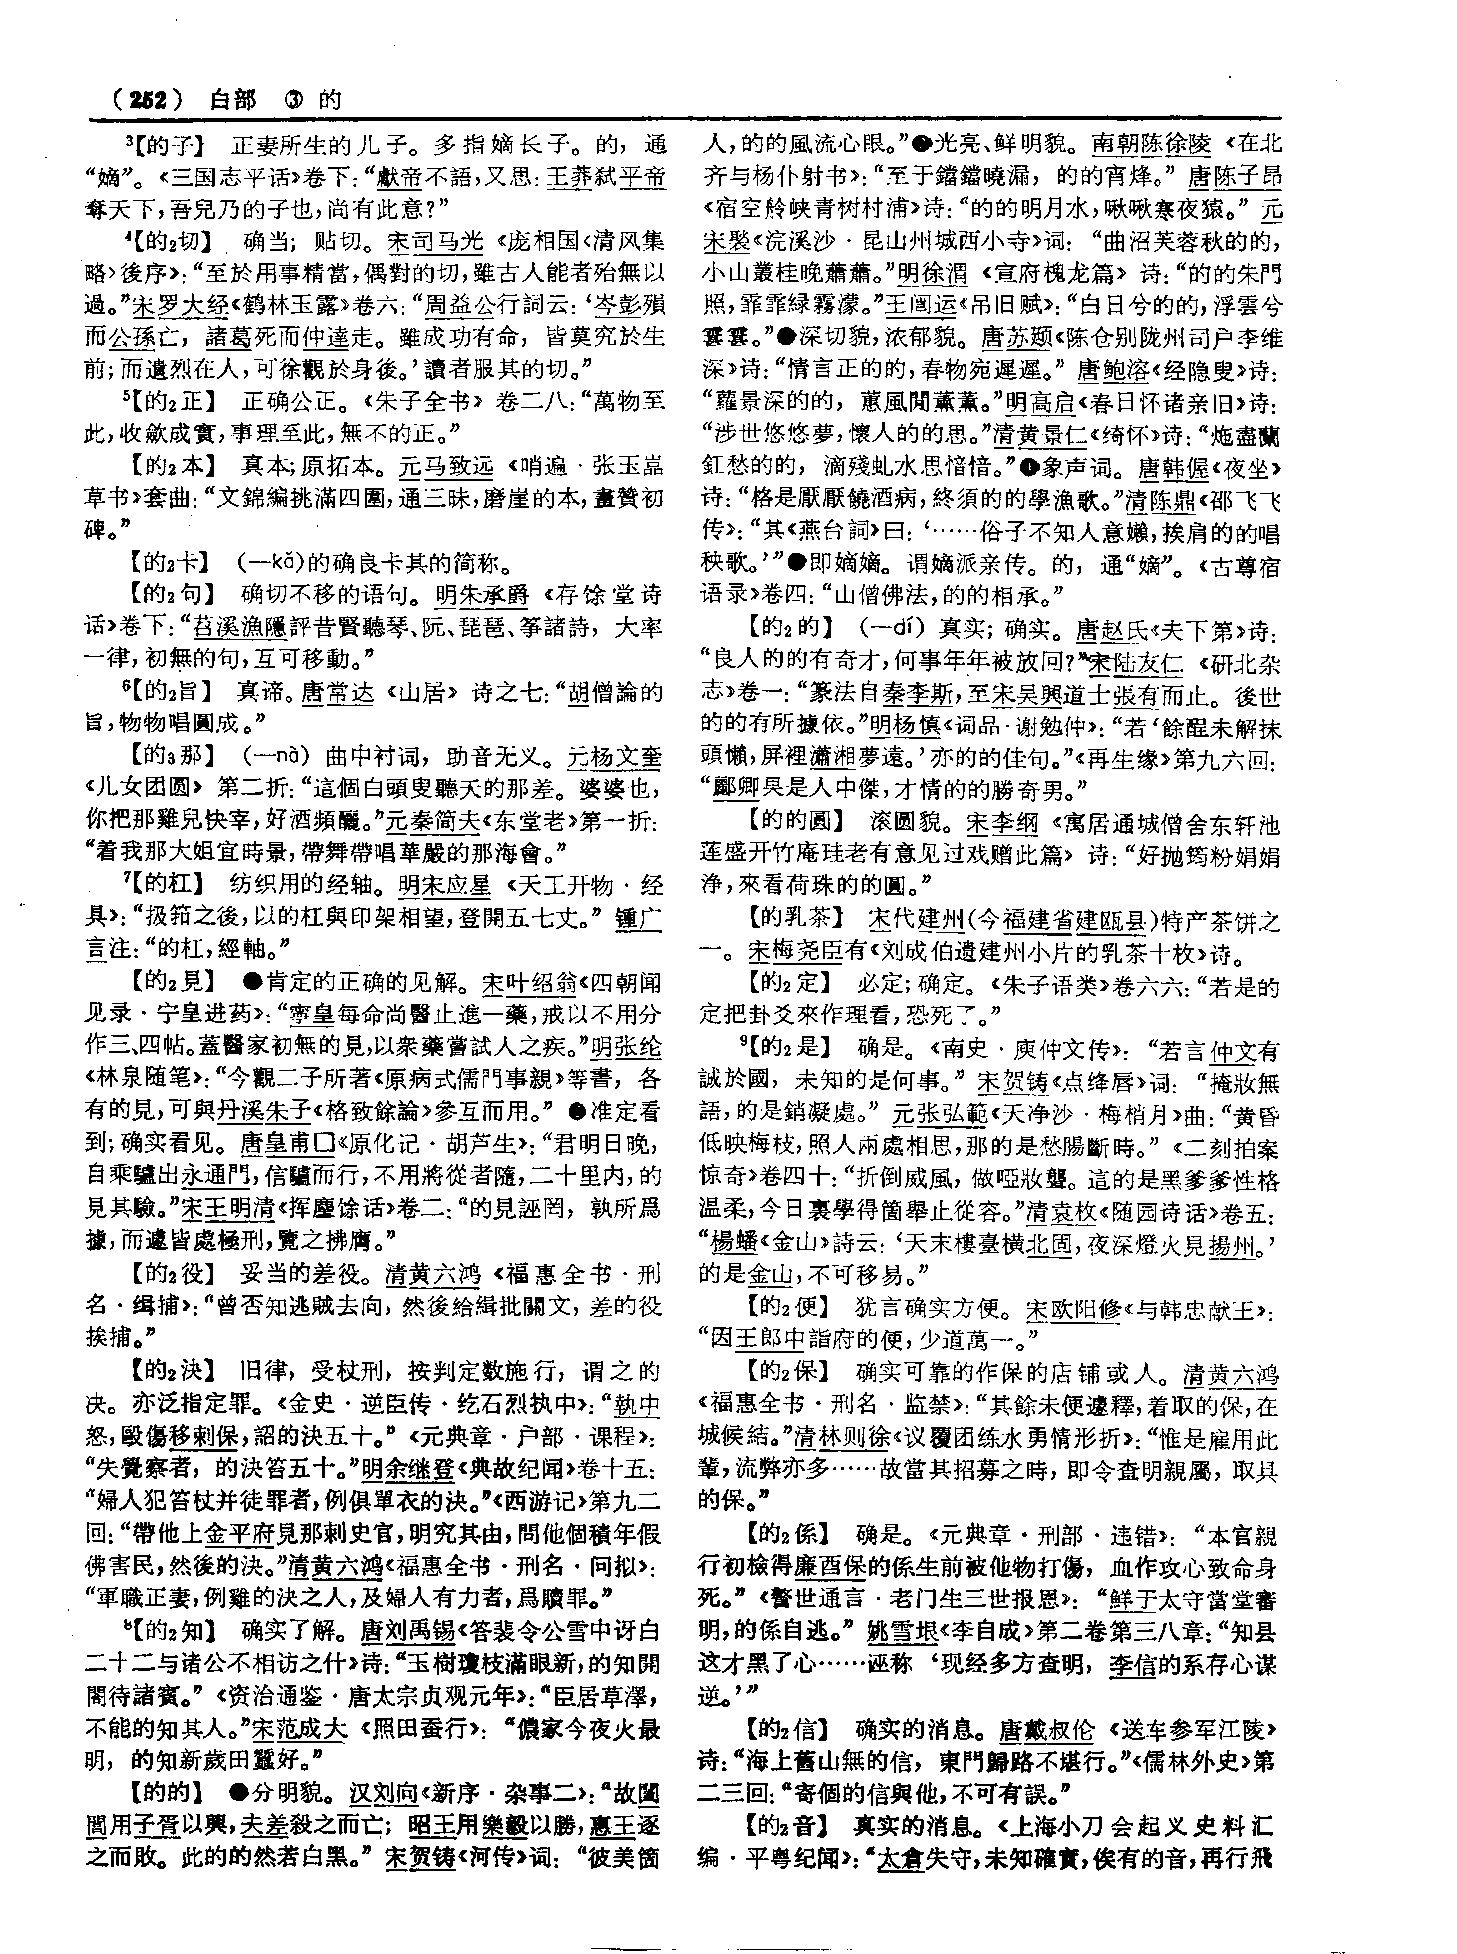 (252) 白部 ③ 的
³【的子】 正妻所生的儿子。多指嫡长子。的，通
“嫡”。《三国志平话》卷下：“獻帝不語，又思：王莽弑平帝
奪天下，吾兒乃的子也，尚有此意？”
⁴【的₂切】 确当；贴切。宋司马光《庞相国〈清风集
略〉後序》：“至於用事精當，偶對的切，雖古人能者殆無以
過。”宋罗大经《鹤林玉露》卷六：“周益公行詞云：‘岑彭殞
而公孫亡，諸葛死而仲達走。雖成功有命，皆莫究於生
前；而遺烈在人，可徐觀於身後。’讀者服其的切。”
⁵【的₂正】 正确公正。《朱子全书》卷二八：“萬物至
此，收斂成實，事理至此，無不的正。”
【的₂本】 真本；原拓本。元马致远《哨遍·张玉嵓
草书》套曲：“文錦編挑滿四圍，通三昧，磨崖的本，畫贊初
碑。”
【的₂卡】 （—kǎ）的确良卡其的简称。
【的₂句】 确切不移的语句。明朱承爵《存馀堂诗
话》卷下：“苕溪漁隱評昔賢聽琴、阮、琵琶、筝諸詩，大率
一律，初無的句，互可移動。”
⁶【的₂旨】 真谛。唐常达《山居》诗之七：“胡僧論的
旨，物物唱圓成。”
【的₃那】 （—nà）曲中衬词，助音无义。元杨文奎
《儿女团圆》第二折：“這個白頭叟聽天的那差。婆婆也，
你把那雞兒快宰，好酒頻釃。”元秦简夫《东堂老》第一折：
“着我那大姐宜時景，帶舞帶唱華嚴的那海會。”
⁷【的杠】 纺织用的经轴。明宋应星《天工开物·经
具》：“扱筘之後，以的杠與印架相望，登開五七丈。”锺广
言注：“的杠，經軸。”
【的₂見】 ●肯定的正确的见解。宋叶绍翁《四朝闻
见录·宁皇进药》：“寧皇每命尚醫止進一藥，戒以不用分
作三、四帖。蓋醫家初無的見，以衆藥嘗試人之疾。”明张纶
《林泉随笔》：“今觀二子所著《原病式儒門事親》等書，各
有的見，可與丹溪朱子《格致餘論》參互而用。”●准定看
到；确实看见。唐皇甫口《原化记·胡芦生》：“君明日晚，
自乘驢出永通門，信驢而行，不用將從者隨，二十里内，的
見其驗。”宋王明清《挥麈馀话》卷二：“的見誣罔，孰所爲
據，而遽皆處極刑，覽之拂膺。”
【的₂役】 妥当的差役。清黄六鸿《福惠全书·刑
名·缉捕》：“曾否知逃賊去向，然後給缉批關文，差的役
挨捕。”
【的₂決】 旧律，受杖刑，按判定数施行，谓之的
决。亦泛指定罪。《金史·逆臣传·纥石烈执中》：“執中
怒，毆傷移剌保，詔的決五十。”《元典章·户部·课程》：
“失覺察者，的決笞五十。”明余继登《典故纪闻》卷十五：
“婦人犯笞杖并徒罪者，例俱單衣的決。”《西游记》第九二
回：“帶他上金平府見那刺史官，明究其由，問他個積年假
佛害民，然後的決。”清黄六鸿《福惠全书·刑名·问拟》：
“軍職正妻，例難的決之人，及婦人有力者，爲贖罪。”
⁸【的₂知】 确实了解。唐刘禹锡《答裴令公雪中讶白
二十二与诸公不相访之什》诗：“玉樹瓊枝滿眼新，的知開
閣待諸賓。”《资治通鉴·唐太宗贞观元年》：“臣居草澤，
不能的知其人。”宋范成大《照田蚕行》：“儂家今夜火最
明，的知新歲田蠶好。”
【的的】 ●分明貌。汉刘向《新序·杂事二》：“故闔
閭用子胥以興，夫差殺之而亡；昭王用樂毅以勝，惠王逐
之而敗。此的的然若白黑。”宋贺铸《河传》词：“彼美箇
人，的的風流心眼。”●光亮、鲜明貌。南朝陈徐陵《在北
齐与杨仆射书》：“至于鐺鐺曉漏，的的宵烽。”唐陈子昂
《宿空舲峡青树村浦》诗：“的的明月水，啾啾寒夜猿。”元
宋褧《浣溪沙·昆山州城西小寺》词：“曲沼芙蓉秋的的，
小山叢桂晚蕭蕭。”明徐渭《宣府槐龙篇》诗：“的的朱門
照，霏霏緑霧濛。”王闿运《吊旧赋》：“白日兮的的，浮雲兮
霎霎。”●深切貌，浓郁貌。唐苏颋《陈仓别陇州司户李维
深》诗：“情言正的的，春物宛遲遲。”唐鲍溶《经隐叟》诗：
“蘿景深的的，蕙風閒薰薰。”明高启《春日怀诸亲旧》诗：
“涉世悠悠夢，懷人的的思。”清黄景仁《绮怀》诗：“灺盡蘭
釭愁的的，滴殘虬水思愔愔。”●象声词。唐韩偓《夜坐》
诗：“格是厭厭饒酒病，終須的的學漁歌。”清陈鼎《邵飞飞
传》：“其《燕台詞》曰：‘……俗子不知人意嬾，挨肩的的唱
秧歌。’”●即嫡嫡。谓嫡派亲传。的，通“嫡”。《古尊宿
语录》卷四：“山僧佛法，的的相承。”
【的₂的】 （—dí）真实；确实。唐赵氏《夫下第》诗：
“良人的的有奇才，何事年年被放回？”宋陆友仁《研北杂
志》卷一：“篆法自秦李斯，至宋吴興道士張有而止。後世
的的有所據依。”明杨慎《词品·谢勉仲》：“若‘餘酲未解抹
頭懶，屏裡瀟湘夢遠。’亦的的佳句。”《再生缘》第九六回：
“酈卿果是人中傑，才情的的勝奇男。”
【的的圓】 滚圆貌。宋李纲《寓居通城僧舍东轩池
莲盛开竹庵珪老有意见过戏赠此篇》诗：“好拋筠粉娟娟
浄，來看荷珠的的圓。”
【的乳茶】 宋代建州（今福建省建瓯县）特产茶饼之
一。宋梅尧臣有《刘成伯遗建州小片的乳茶十枚》诗。
【的₂定】 必定；确定。《朱子语类》卷六六：“若是的
定把卦爻來作理看，恐死了。”
⁹【的₂是】 确是。《南史·庾仲文传》：“若言仲文有
誠於國，未知的是何事。”宋贺铸《点绛唇》词：“掩妝無
語，的是銷凝處。”元张弘範《天净沙·梅梢月》曲：“黄昏
低映梅枝，照人兩處相思，那的是愁腸斷時。”《二刻拍案
惊奇》卷四十：“折倒威風，做啞妝聾。這的是黑爹爹性格
温柔，今日裏學得箇舉止從容。”清袁枚《随园诗话》卷五：
“楊蟠《金山》詩云：‘天末樓臺横北固，夜深燈火見揚州。’
的是金山，不可移易。”
【的₂便】 犹言确实方便。宋欧阳修《与韩忠献王》：
“因王郎中詣府的便，少道萬一。”
【的₂保】 确实可靠的作保的店铺或人。清黄六鸿
《福惠全书·刑名·监禁》：“其餘未便遽釋，着取的保，在
城候結。”清林则徐《议覆团练水勇情形折》：“惟是雇用此
輩，流弊亦多……故當其招募之時，即令查明親屬，取具
的保。”
【的₂係】 确是。《元典章·刑部·违错》：“本官親
行初檢得廉酉保的係生前被他物打傷，血作攻心致命身
死。”《警世通言·老门生三世报恩》：“鮮于太守當堂審
明，的係自逃。”姚雪垠《李自成》第二卷第三八章：“知县
这才黑了心……诬称‘现经多方查明，李信的系存心谋
逆。’”
【的₂信】 确实的消息。唐戴叔伦《送车参军江陵》
诗：“海上舊山無的信，東門歸路不堪行。”《儒林外史》第
二三回：“寄個的信與他，不可有誤。”
【的₂音】 真实的消息。《上海小刀会起义史料汇
编·平粤纪闻》：“太倉失守，未知確實，俟有的音，再行飛